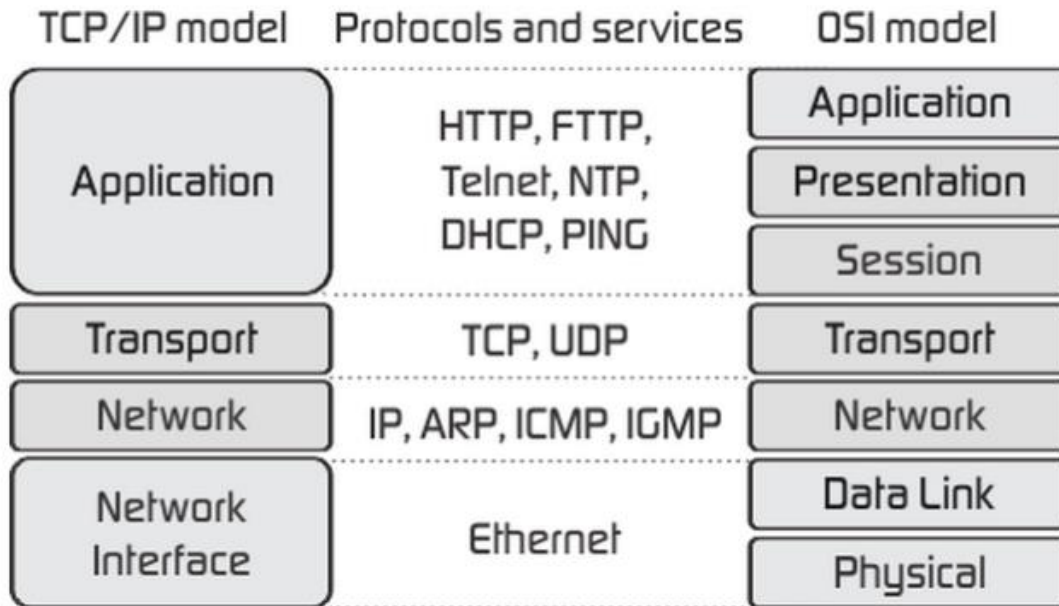 TCP/IP model Protocols and services OSI model
Application
HTTP, FTTP,
Telnet, NTP,
DHCP, PING
Application
Presentation
Session
Transport
TCP, UDP
Transport
Network
IP, ARP, ICMP, IGMP
Network
Network
Interface
Ethernet
Data Link
Physical